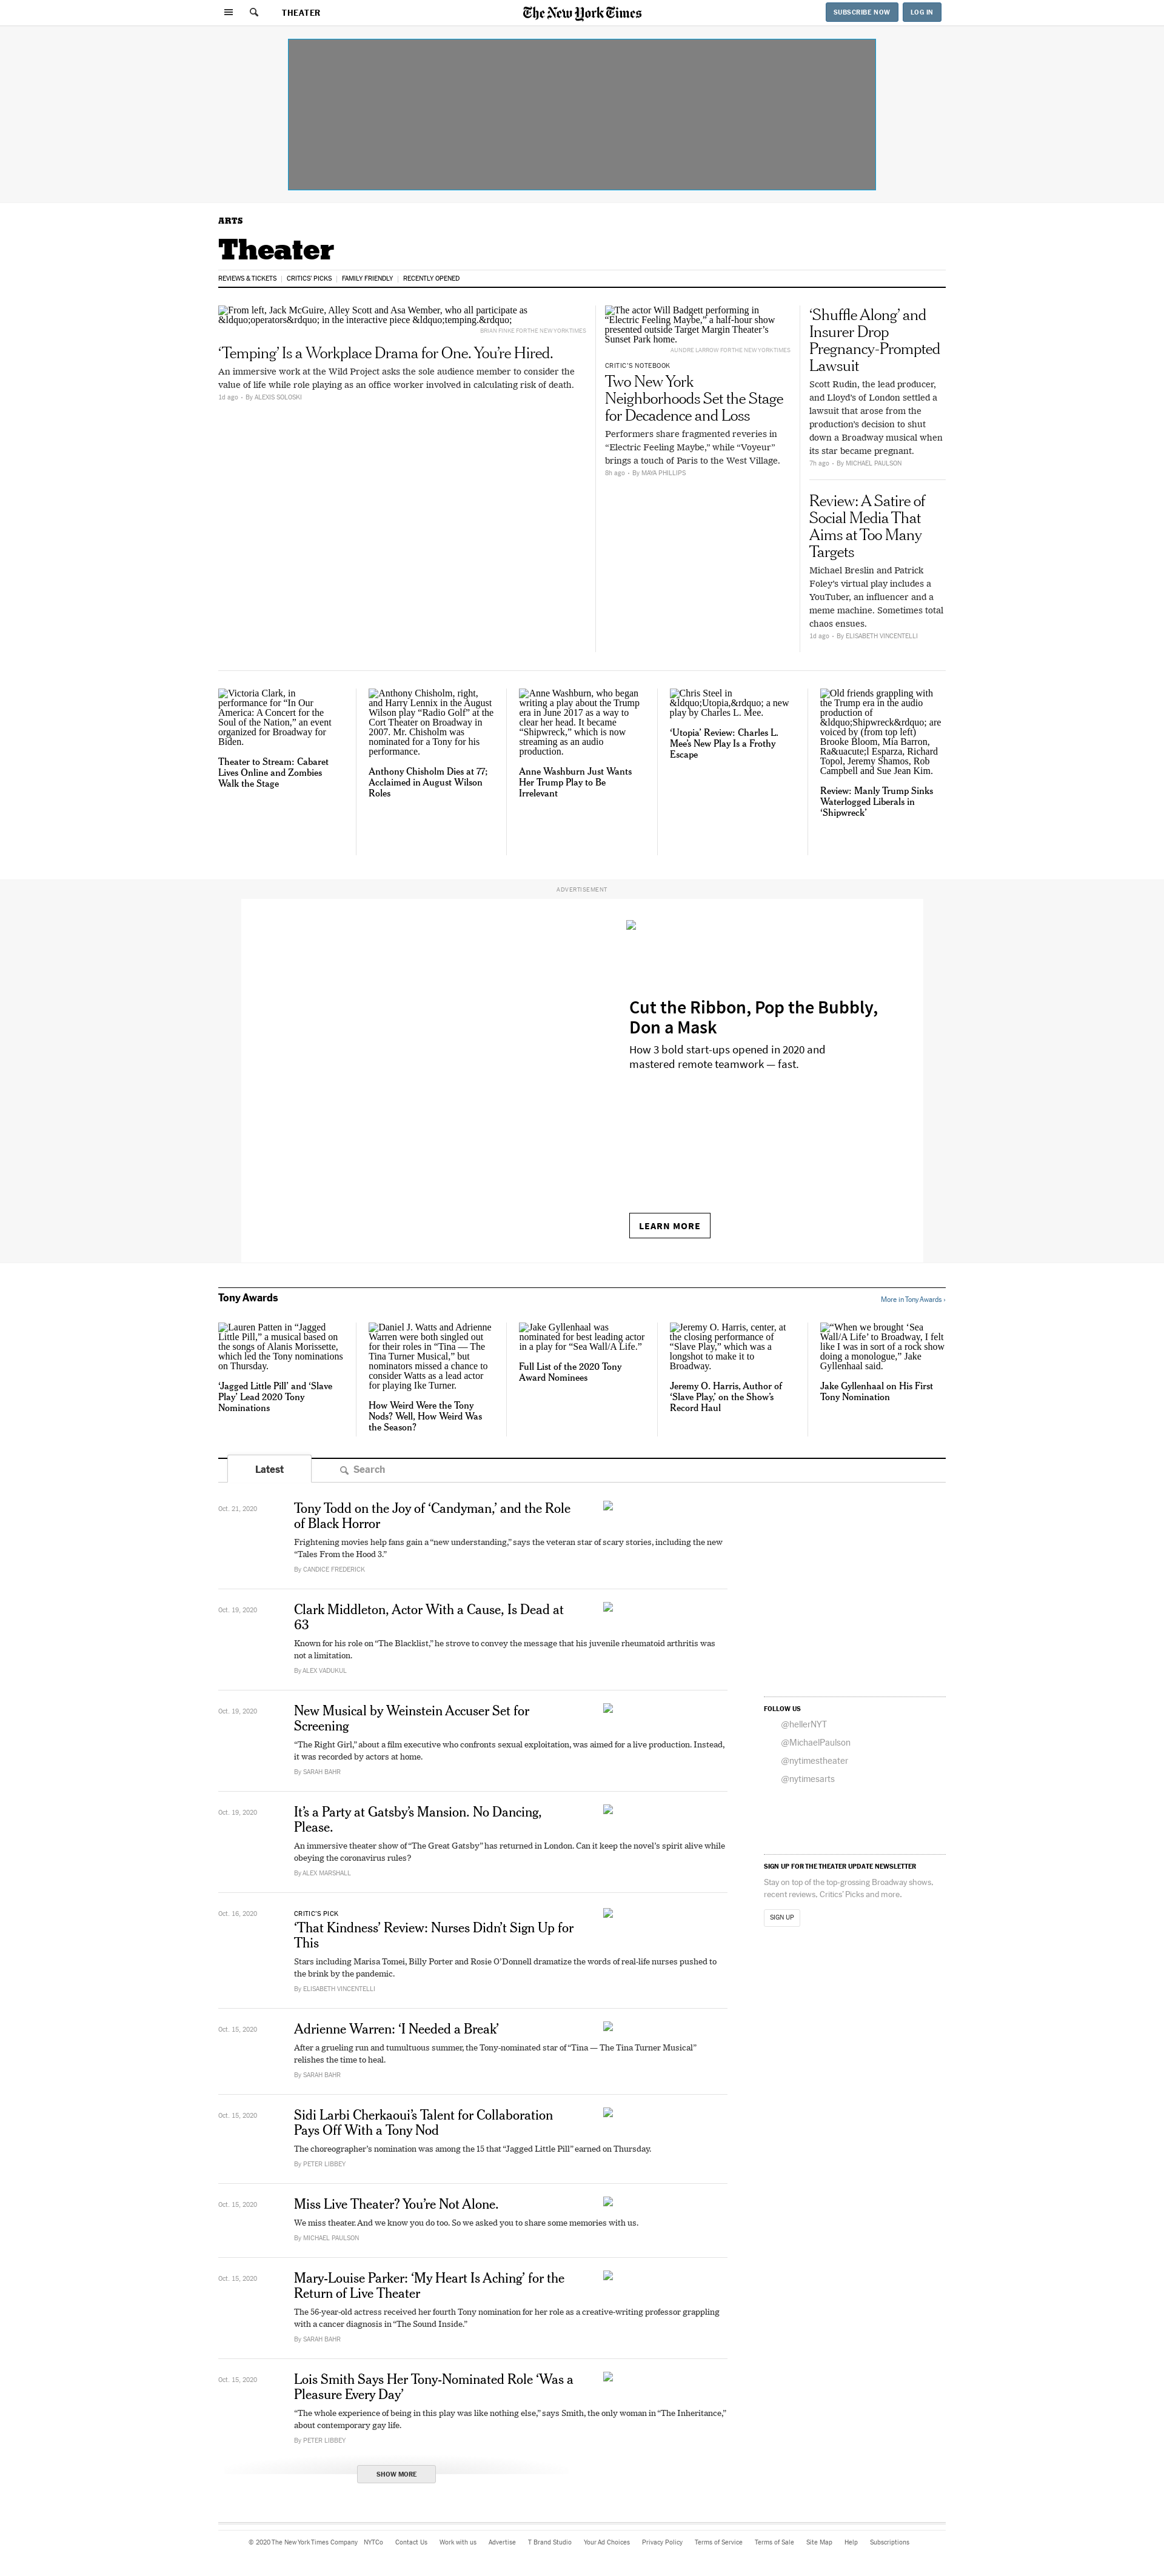 THEATER
The New York Times
SUBSCRIBE NOW
LOG IN
ARTS
Theater
REVIEWS & TICKETS | CRITICS' PICKS | FAMILY FRIENDLY | RECENTLY OPENED
From left, Jack McGuire, Alley Scott and Asa Wember, who all participate as
&ldquo;operators&rdquo; in the interactive piece &ldquo;temping.&rdquo;
BRIAN FINKE FOR THE NEW YORK TIMES
‘Temping’ Is a Workplace Drama for One. You’re Hired.
An immersive work at the Wild Project asks the sole audience member to consider the
value of life while role playing as an office worker involved in calculating risk of death.
1d ago - By ALEXIS SOLOSKI
The actor Will Badgett performing in
“Electric Feeling Maybe,” a half-hour show
presented outside Target Margin Theater’s
Sunset Park home.
AUNDRE LARROW FOR THE NEW YORK TIMES
CRITIC'S NOTEBOOK
Two New York
Neighborhoods Set the Stage
for Decadence and Loss
Performers share fragmented reveries in
“Electric Feeling Maybe,” while “Voyeur”
brings a touch of Paris to the West Village.
8h ago - By MAYA PHILLIPS
‘Shuffle Along’ and
Insurer Drop
Pregnancy-Prompted
Lawsuit
Scott Rudin, the lead producer,
and Lloyd’s of London settled a
lawsuit that arose from the
production’s decision to shut
down a Broadway musical when
its star became pregnant.
7h ago - By MICHAEL PAULSON
Review: A Satire of
Social Media That
Aims at Too Many
Targets
Michael Breslin and Patrick
Foley’s virtual play includes a
YouTuber, an influencer and a
meme machine. Sometimes total
chaos ensues.
1d ago - By ELISABETH VINCENTELLI
Victoria Clark, in
performance for “In Our
America: A Concert for the
Soul of the Nation,” an event
organized for Broadway for
Biden.
Theater to Stream: Cabaret
Lives Online and Zombies
Walk the Stage
Anthony Chisholm, right,
and Harry Lennix in the August
Wilson play “Radio Golf” at the
Cort Theater on Broadway in
2007. Mr. Chisholm was
nominated for a Tony for his
performance.
Anthony Chisholm Dies at 77;
Acclaimed in August Wilson
Roles
Anne Washburn, who began
writing a play about the Trump
era in June 2017 as a way to
clear her head. It became
“Shipwreck,” which is now
streaming as an audio
production.
Anne Washburn Just Wants
Her Trump Play to Be
Irrelevant
Chris Steel in
&ldquo;Utopia,&rdquo; a new
play by Charles L. Mee.
‘Utopia’ Review: Charles L.
Mee’s New Play Is a Frothy
Escape
Old friends grappling with
the Trump era in the audio
production of
&ldquo;Shipwreck&rdquo; are
voiced by (from top left)
Brooke Bloom, Mia Barron,
Ra&uacute;l Esparza, Richard
Topol, Jeremy Shamos, Rob
Campbell and Sue Jean Kim.
Review: Manly Trump Sinks
Waterlogged Liberals in
‘Shipwreck’
ADVERTISEMENT
Cut the Ribbon, Pop the Bubbly,
Don a Mask
How 3 bold start-ups opened in 2020 and
mastered remote teamwork — fast.
LEARN MORE
Tony Awards
More in Tony Awards ›
Lauren Patten in “Jagged
Little Pill,” a musical based on
the songs of Alanis Morissette,
which led the Tony nominations
on Thursday.
‘Jagged Little Pill’ and ‘Slave
Play’ Lead 2020 Tony
Nominations
Daniel J. Watts and Adrienne
Warren were both singled out
for their roles in “Tina — The
Tina Turner Musical,” but
nominators missed a chance to
consider Watts as a lead actor
for playing Ike Turner.
How Weird Were the Tony
Nods? Well, How Weird Was
the Season?
Jake Gyllenhaal was
nominated for best leading actor
in a play for “Sea Wall/A Life.”
Full List of the 2020 Tony
Award Nominees
Jeremy O. Harris, center, at
the closing performance of
“Slave Play,” which was a
longshot to make it to
Broadway.
Jeremy O. Harris, Author of
‘Slave Play,’ on the Show’s
Record Haul
“When we brought ‘Sea
Wall/A Life’ to Broadway, I felt
like I was in sort of a rock show
doing a monologue,” Jake
Gyllenhaal said.
Jake Gyllenhaal on His First
Tony Nomination
Latest
Search
Oct. 21, 2020
Tony Todd on the Joy of ‘Candyman,’ and the Role
of Black Horror
Frightening movies help fans gain a “new understanding,” says the veteran star of scary stories, including the new
“Tales From the Hood 3.”
By CANDICE FREDERICK
Oct. 19, 2020
Clark Middleton, Actor With a Cause, Is Dead at
63
Known for his role on “The Blacklist,” he strove to convey the message that his juvenile rheumatoid arthritis was
not a limitation.
By ALEX VADUKUL
Oct. 19, 2020
New Musical by Weinstein Accuser Set for
Screening
“The Right Girl,” about a film executive who confronts sexual exploitation, was aimed for a live production. Instead,
it was recorded by actors at home.
By SARAH BAHR
Oct. 19, 2020
It’s a Party at Gatsby’s Mansion. No Dancing,
Please.
An immersive theater show of “The Great Gatsby” has returned in London. Can it keep the novel’s spirit alive while
obeying the coronavirus rules?
By ALEX MARSHALL
Oct. 16, 2020
CRITIC'S PICK
‘That Kindness’ Review: Nurses Didn’t Sign Up for
This
Stars including Marisa Tomei, Billy Porter and Rosie O’Donnell dramatize the words of real-life nurses pushed to
the brink by the pandemic.
By ELISABETH VINCENTELLI
Oct. 15, 2020
Adrienne Warren: ‘I Needed a Break’
After a grueling run and tumultuous summer, the Tony-nominated star of “Tina — The Tina Turner Musical”
relishes the time to heal.
By SARAH BAHR
Oct. 15, 2020
Sidi Larbi Cherkaoui’s Talent for Collaboration
Pays Off With a Tony Nod
The choreographer’s nomination was among the 15 that “Jagged Little Pill” earned on Thursday.
By PETER LIBBEY
Oct. 15, 2020
Miss Live Theater? You’re Not Alone.
We miss theater. And we know you do too. So we asked you to share some memories with us.
By MICHAEL PAULSON
Oct. 15, 2020
Mary-Louise Parker: ‘My Heart Is Aching’ for the
Return of Live Theater
The 56-year-old actress received her fourth Tony nomination for her role as a creative-writing professor grappling
with a cancer diagnosis in “The Sound Inside.”
By SARAH BAHR
Oct. 15, 2020
Lois Smith Says Her Tony-Nominated Role ‘Was a
Pleasure Every Day’
“The whole experience of being in this play was like nothing else,” says Smith, the only woman in “The Inheritance,”
about contemporary gay life.
By PETER LIBBEY
SHOW MORE
FOLLOW US
@hellerNYT
@MichaelPaulson
@nytimestheater
@nytimesarts
SIGN UP FOR THE THEATER UPDATE NEWSLETTER
Stay on top of the top-grossing Broadway shows,
recent reviews, Critics' Picks and more.
SIGN UP
© 2020 The New York Times Company NYTCo Contact Us Work with us Advertise T Brand Studio Your Ad Choices Privacy Policy Terms of Service Terms of Sale Site Map Help Subscriptions